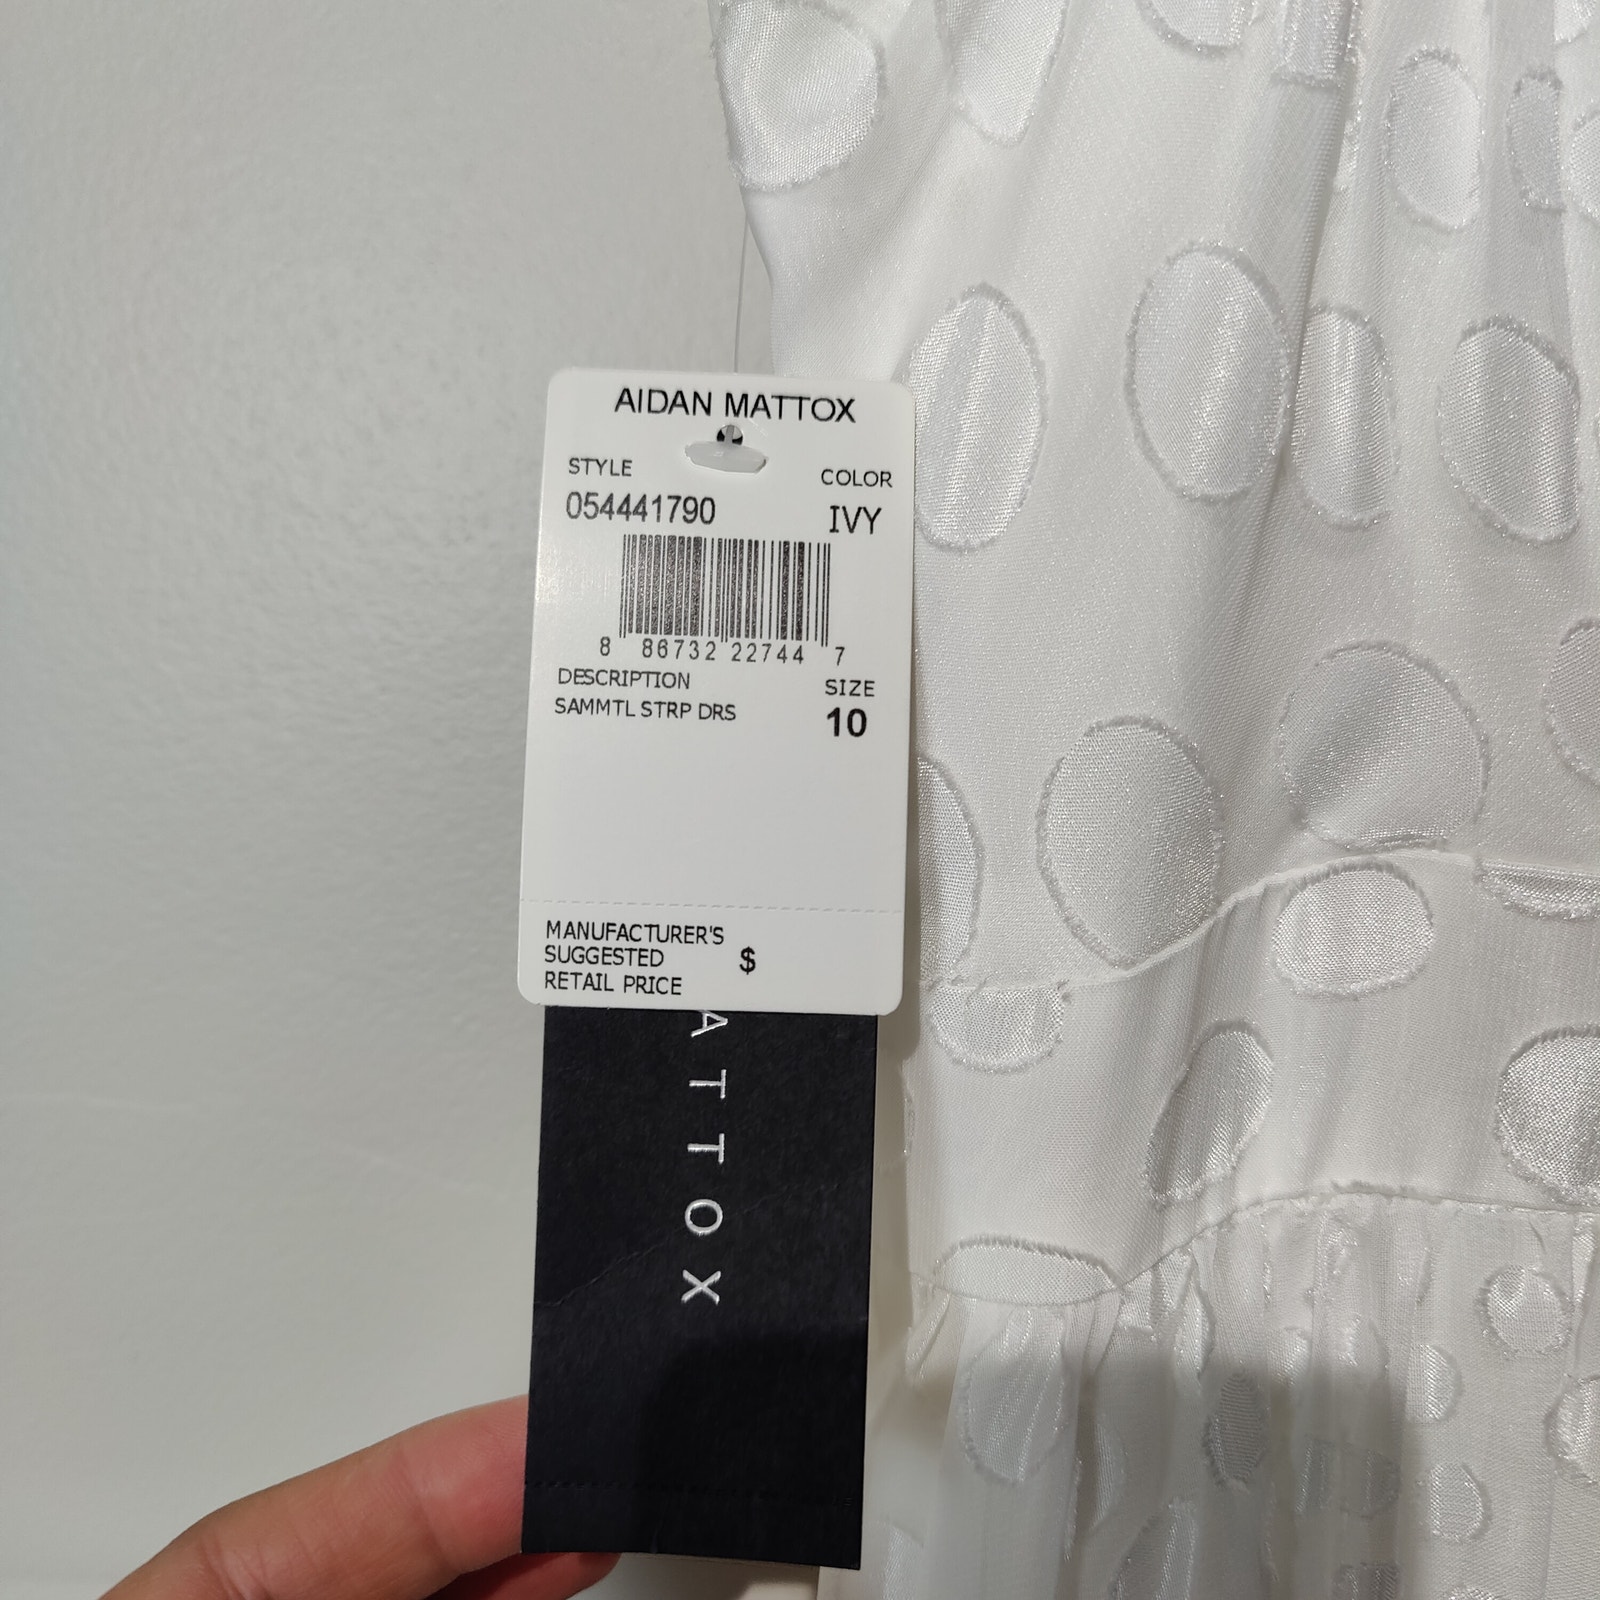 AIDAN MATTOX
STYLE
COLOR
054441790
IVY
8 86732 22744 7
DESCRIPTION
SIZE
SAMMTL STRP DRS
10
MANUFACTURER'S
SUGGESTED
RETAIL PRICE
$
ATTOX